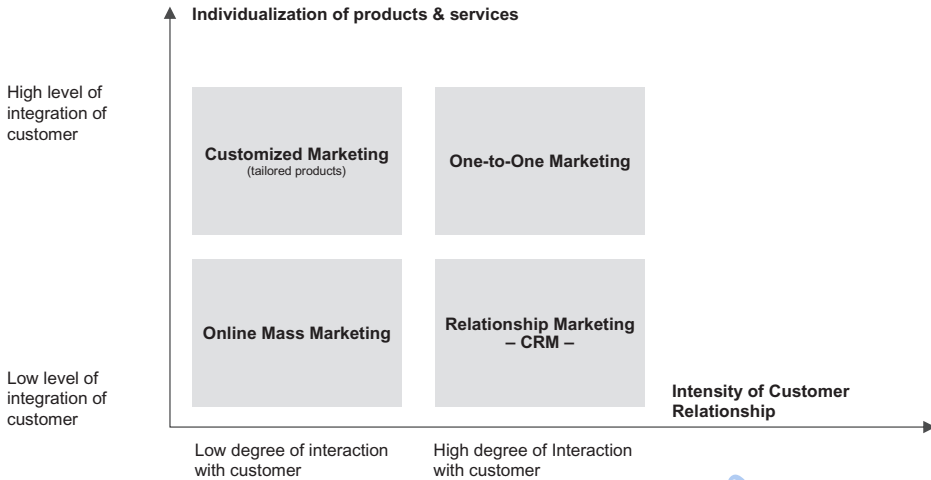 Individualization of products & services
High level of
integration of
customer
Customized Marketing
(tailored products)
One-to-One Marketing
Online Mass Marketing
Relationship Marketing
– CRM –
Low level of
integration of
customer
Intensity of Customer
Relationship
Low degree of interaction
with customer
High degree of Interaction
with customer